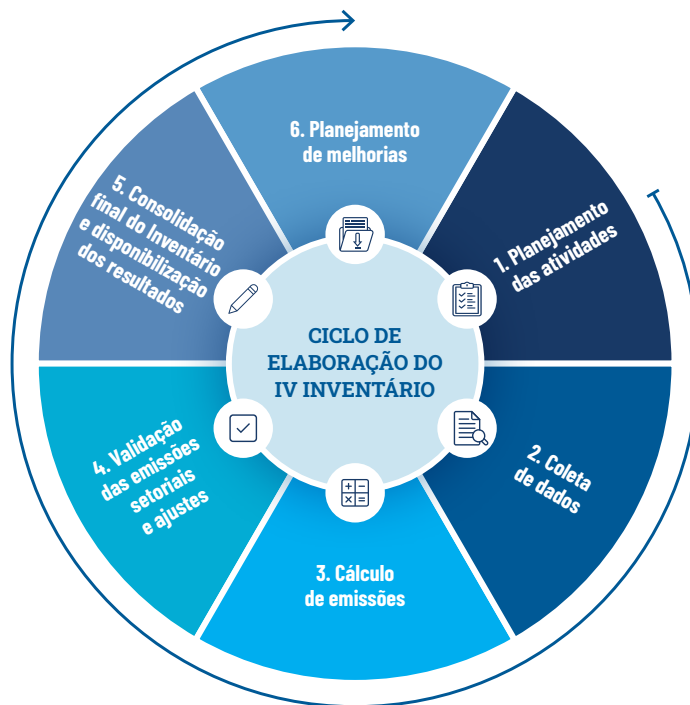 CICLO DE
ELABORAÇÃO DO
IV INVENTÁRIO
1. Planejamento
das atividades
2. Coleta
de dados
3. Cálculo
de emissões
4. Validação
das emissões
setoriais
e ajustes
5. Consolidação
final do Inventário
e disponibilização
dos resultados
6. Planejamento
de melhorias